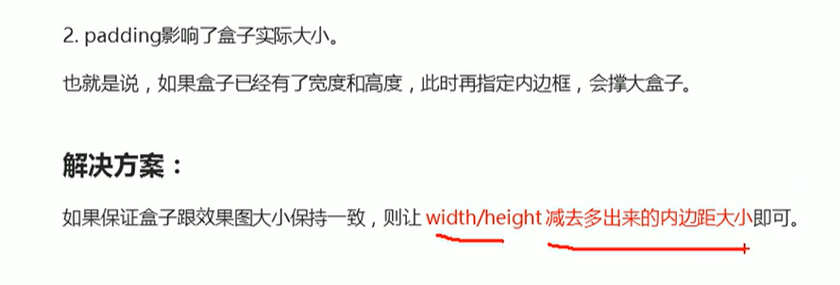 2. padding影响了盒子实际大小。
也就是说，如果盒子已经有了宽度和高度，此时再指定内边框，会撑大盒子。
解决方案：
如果保证盒子跟效果图大小保持一致，则让 width/height 减去多出来的内边距大小即可。